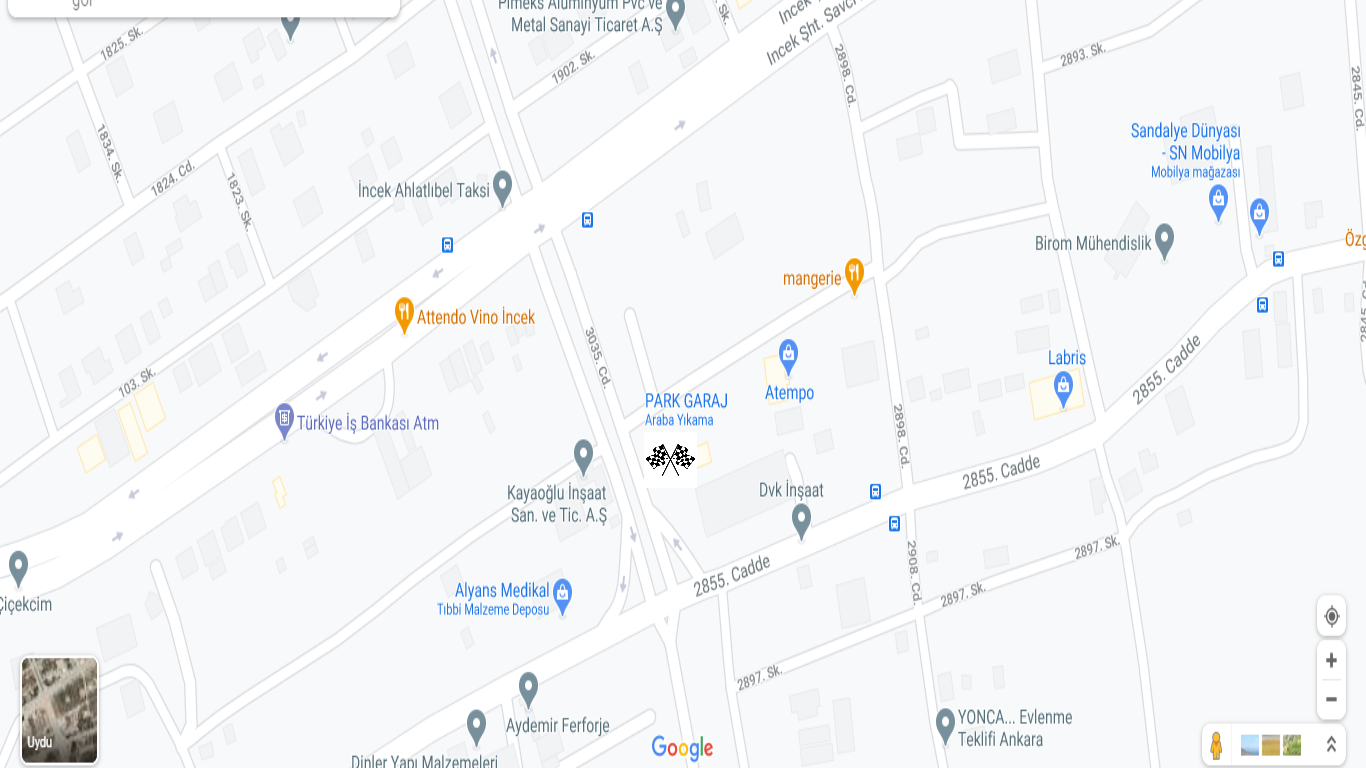 gör
Pimeks Alüminyum Pvc ve
Metal Sanayi Ticaret A.Ş
Sk.
İncek
İncek Şht. Savcı
1825. Sk.
1902. Sk.
2898. Cd.
2893. Sk.
2845. Cd.
1834. Sk.
1824. Cd.
1823. Sk.
İncek Ahlatlıbel Taksi
Sandalye Dünyası
- SN Mobilya
Mobilya mağazası
Birom Mühendislik
Özg
mangerie
Attendo Vino İncek
3035. Cd.
Atempo
Labris
2855. Cadde
103. Sk.
PARK GARAJ
Araba Yıkama
Türkiye İş Bankası Atm
2898. Cd.
2855. Cadde
Kayaoğlu İnşaat
San. ve Tic. A.Ş
Dvk İnşaat
2897. Sk.
2908. Cd.
2855. Cadde
2897. Sk.
Çiçekcim
Alyans Medikal
Tıbbi Malzeme Deposu
2897. Sk.
Aydemir Ferforje
YONCA... Evlenme
Teklifi Ankara
Uydu
Google
Dinler Yapı Malzemeleri